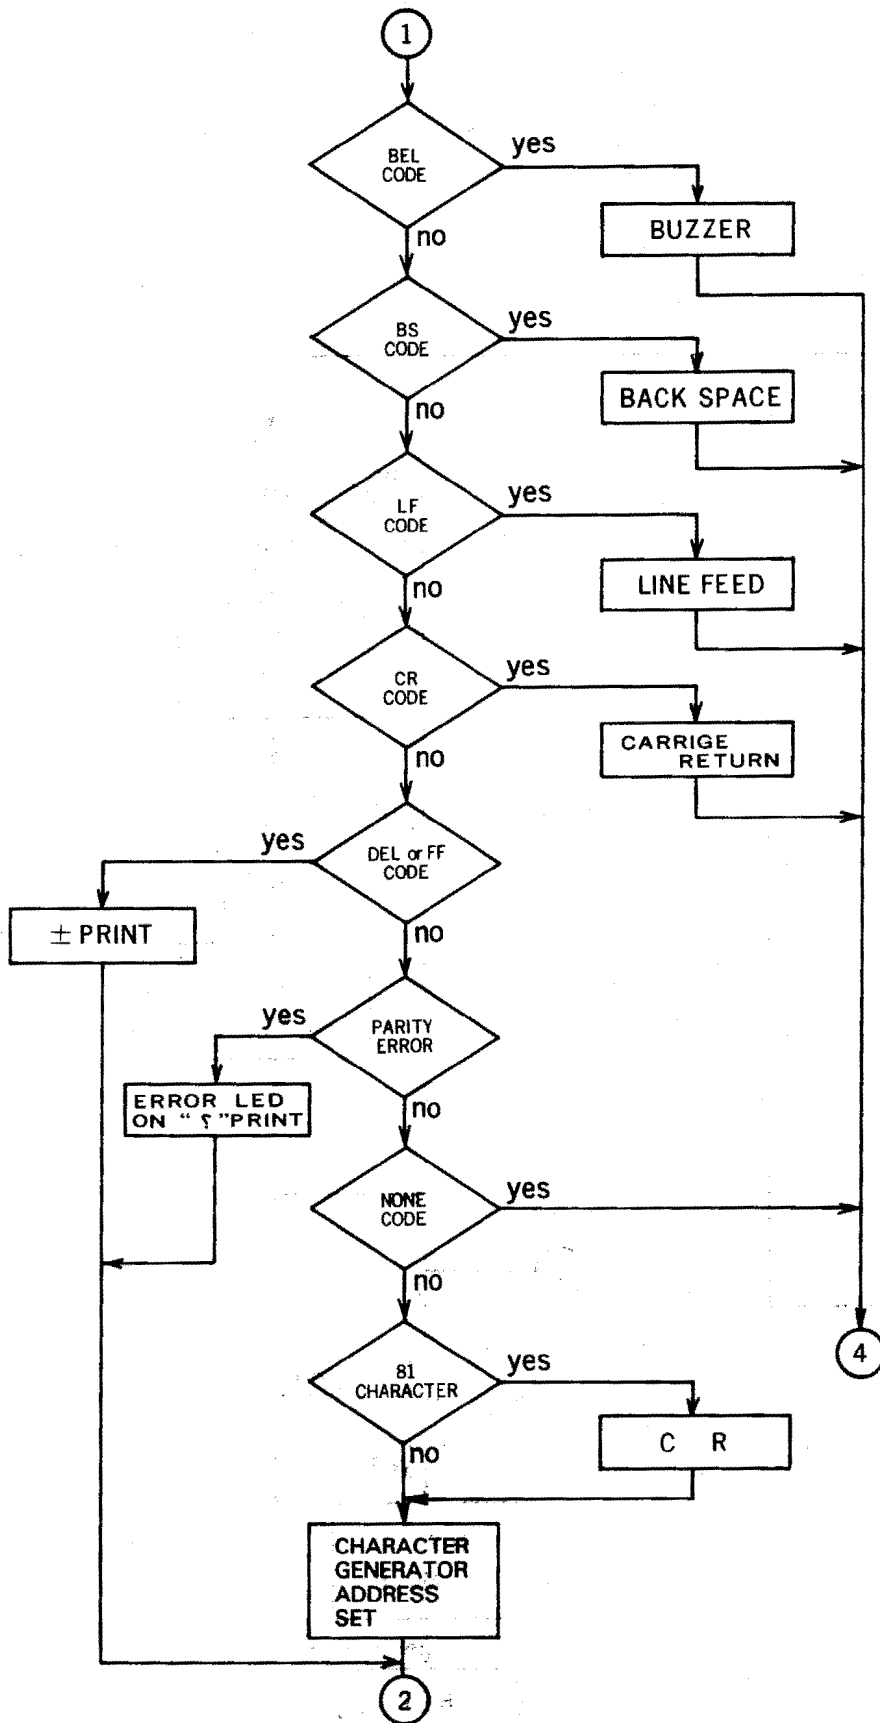 1
BEL
CODE
yes
BUZZER
no
BS
CODE
yes
BACK SPACE
no
LF
CODE
yes
LINE FEED
no
CR
CODE
yes
CARRIGE
RETURN
no
DEL or FF
CODE
yes
± PRINT
no
PARITY
ERROR
yes
ERROR LED
ON " ? "PRINT
no
NONE
CODE
yes
no
4
81
CHARACTER
yes
C R
no
CHARACTER
GENERATOR
ADDRESS
SET
2